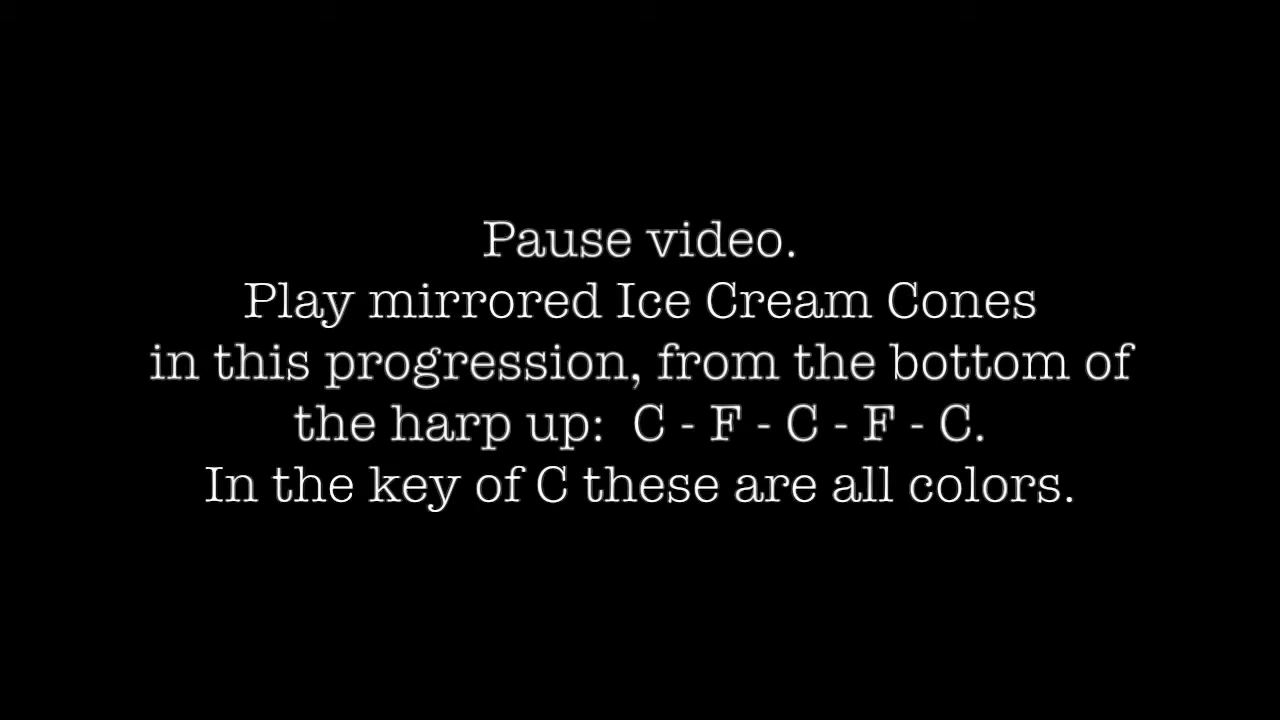 Pause video.
Play mirrored Ice Cream Cones
in this progression, from the bottom of
the harp up:  C - F - C - F - C.
In the key of C these are all colors.